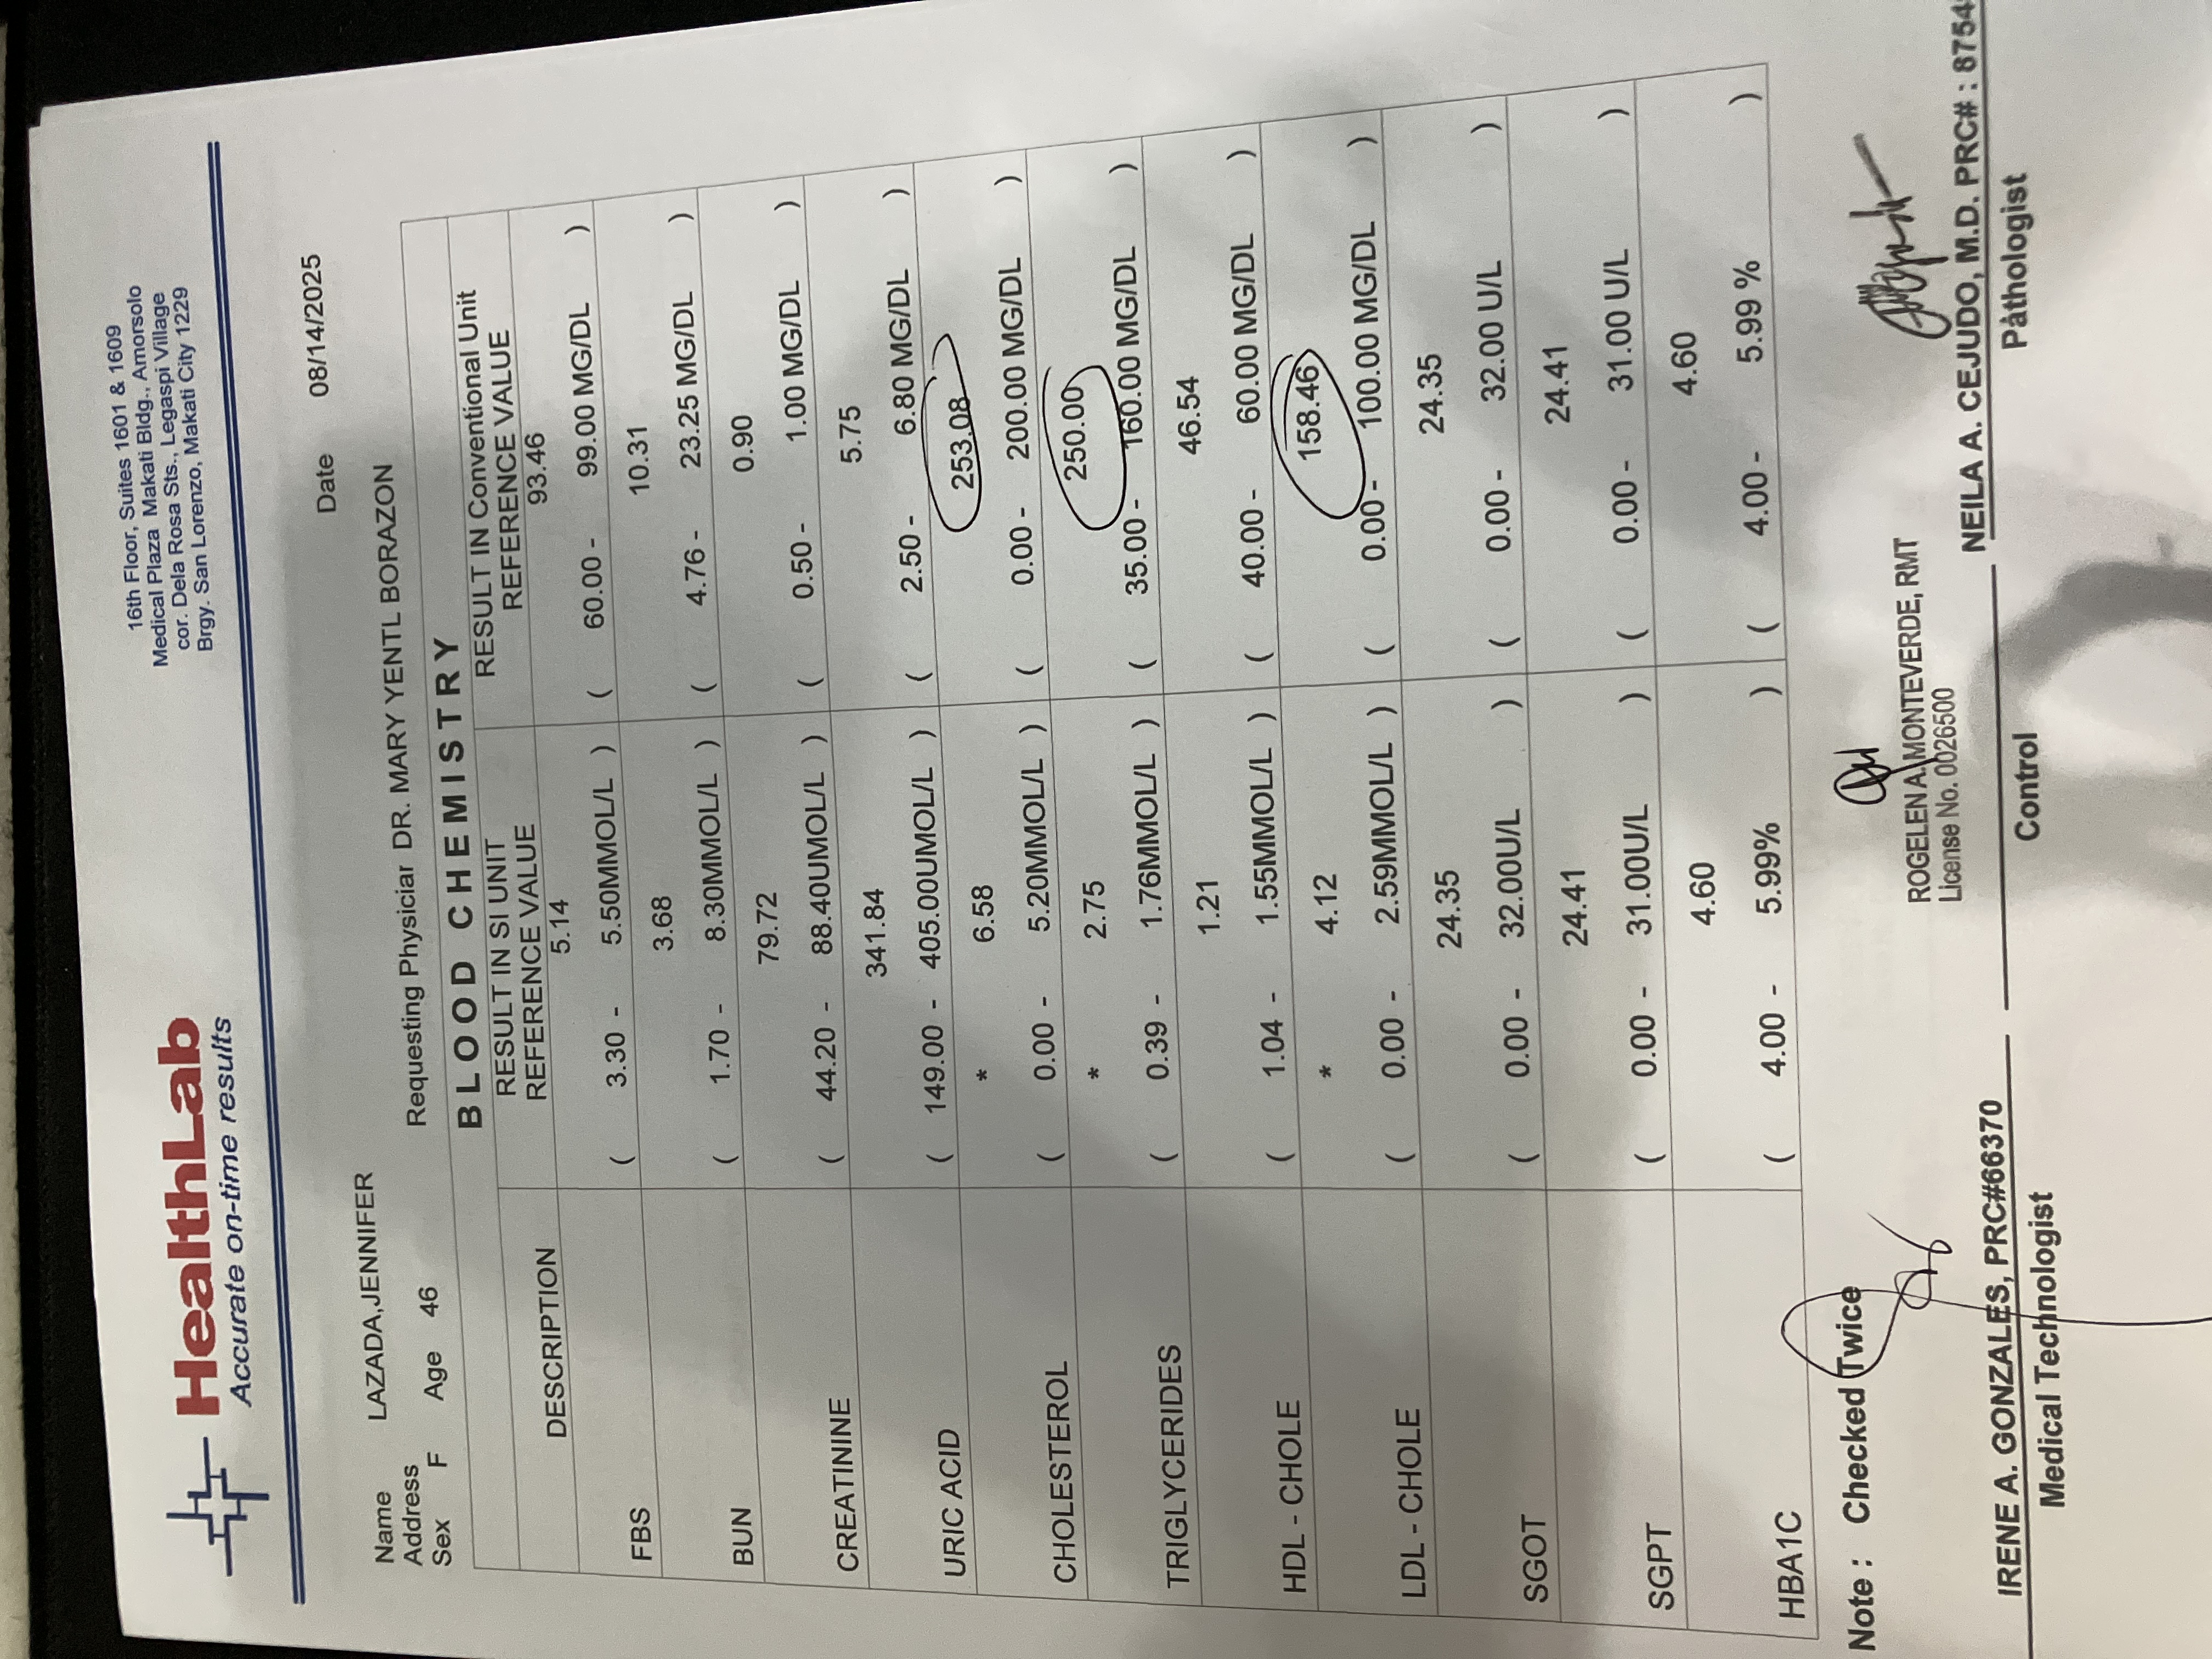 HealthLab
Accurate on-time results
16th Floor, Suites 1601 & 1609
Medical Plaza Makati Bldg., Amorsolo
cor. Dela Rosa Sts., Legaspi Village
Brgy. San Lorenzo, Makati City 1229
Date 08/14/2025
Name LAZADA,JENNIFER
Address
Sex F Age 46 Requesting Physiciar DR. MARY YENTL BORAZON
BLOOD CHEMISTRY
DESCRIPTION
RESULT IN SI UNIT
REFERENCE VALUE
RESULT IN Conventional Unit
REFERENCE VALUE
5.14 93.46
FBS ( 3.30 - 5.50MMOL/L ) ( 60.00 - 99.00 MG/DL )
3.68 10.31
BUN ( 1.70 - 8.30MMOL/L ) ( 4.76 - 23.25 MG/DL )
79.72 0.90
CREATININE ( 44.20 - 88.40UMOL/L ) ( 0.50 - 1.00 MG/DL )
341.84 5.75
URIC ACID ( 149.00 - 405.00UMOL/L ) ( 2.50 - 6.80 MG/DL )
* 6.58 253.08
CHOLESTEROL ( 0.00 - 5.20MMOL/L ) ( 0.00 - 200.00 MG/DL )
* 2.75 250.00
TRIGLYCERIDES ( 0.39 - 1.76MMOL/L ) ( 35.00 - 160.00 MG/DL )
1.21 46.54
HDL - CHOLE ( 1.04 - 1.55MMOL/L ) ( 40.00 - 60.00 MG/DL )
* 4.12 158.46
LDL - CHOLE ( 0.00 - 2.59MMOL/L ) ( 0.00 - 100.00 MG/DL )
24.35 24.35
SGOT ( 0.00 - 32.00U/L ) ( 0.00 - 32.00 U/L )
24.41 24.41
SGPT ( 0.00 - 31.00U/L ) ( 0.00 - 31.00 U/L )
4.60 4.60
HBA1C ( 4.00 - 5.99% ) ( 4.00 - 5.99 % )
Note : Checked Twice
IRENE A. GONZALES, PRC#66370
Medical Technologist
ROGELEN A. MONTEVERDE, RMT
License No. 0026500
Control
NEILA A. CEJUDO, M.D. PRC# : 8754
Pathologist